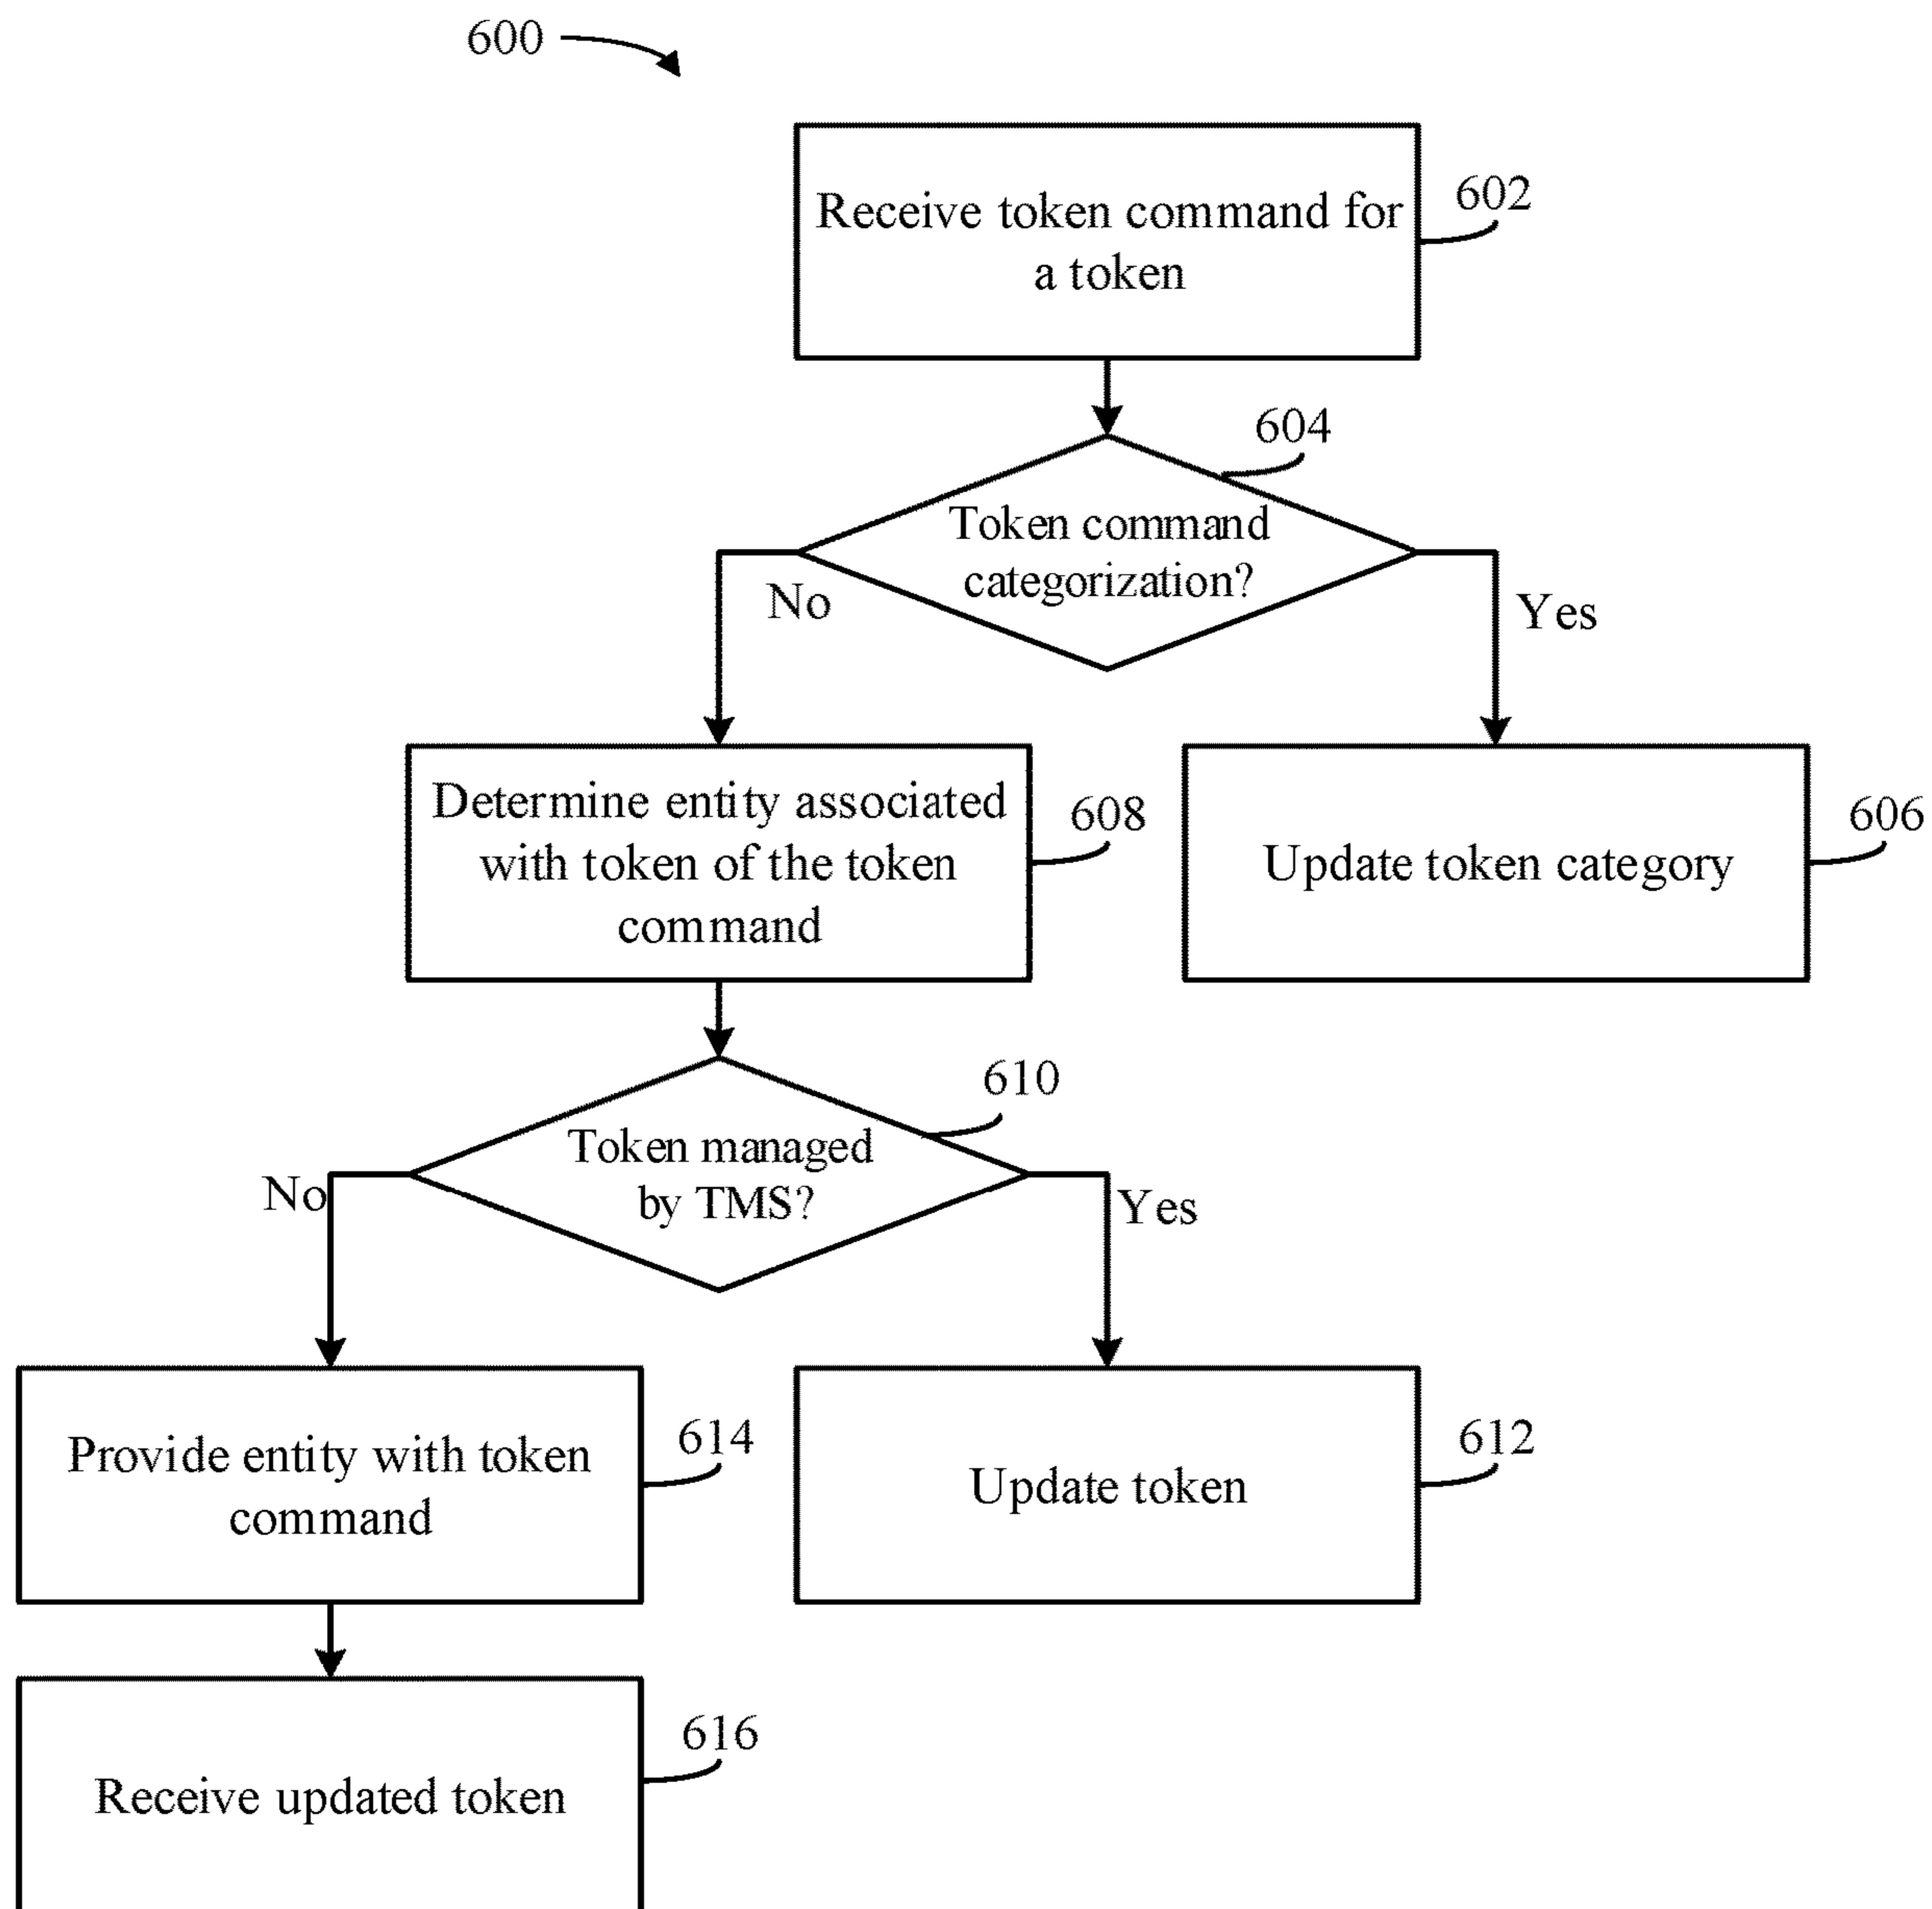 600
Receive token command for
a token
602
604
Token command
categorization?
No
Yes
Determine entity associated
with token of the token
command
608
Update token category
606
610
Token managed
by TMS?
No
Yes
Provide entity with token
command
614
Update token
612
Receive updated token
616